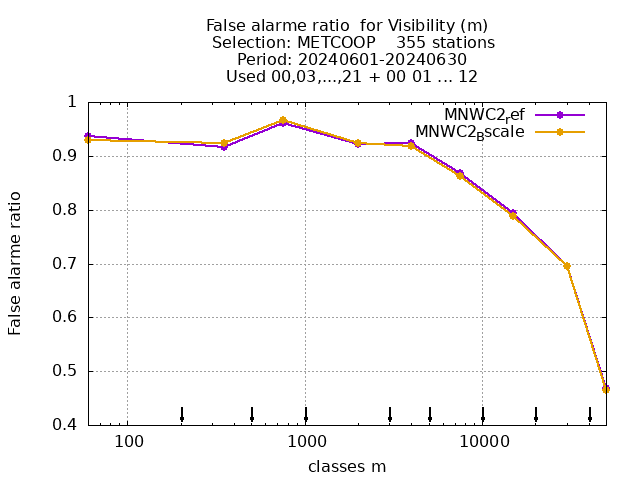 False alarme ratio  for Visibility (m)
Selection: METCOOP    355 stations
Period: 20240601-20240630
Used 00,03,...,21 + 00 01 ... 12
MNWC2ref
MNWC2Bscale
1
0.9
0.8
0.7
0.6
0.5
0.4
False alarme ratio
100
1000
10000
classes m